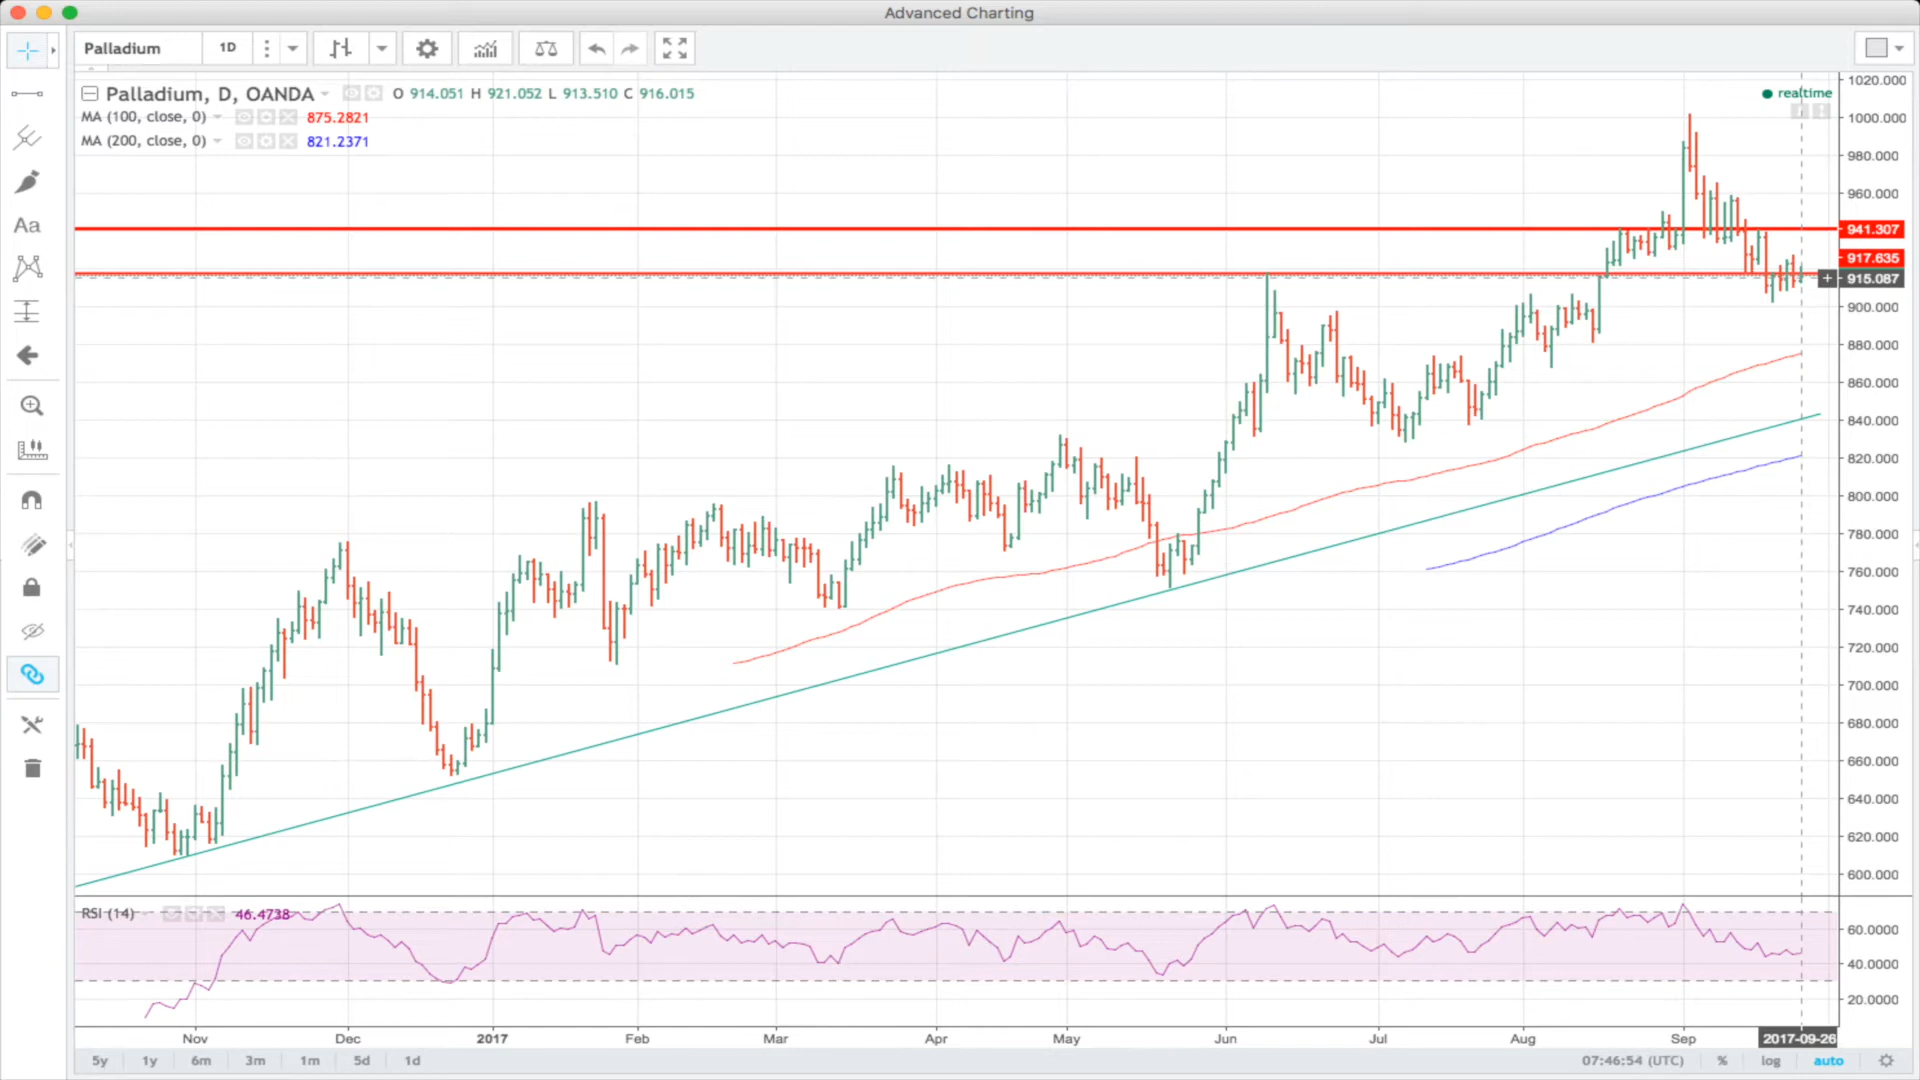 Advanced Charting
Palladium 1D
Palladium, D, OANDA O 914.051 H 921.052 L 913.510 C 916.015
MA (100, close, 0) 875.2821
MA (200, close, 0) 821.2371
realtime
Aa
1020.000
1000.000
980.000
960.000
941.307
917.635
915.087
900.000
880.000
860.000
840.000
820.000
800.000
780.000
760.000
740.000
720.000
700.000
680.000
660.000
640.000
620.000
600.000
RSI (14) 46.4738
60.0000
40.0000
20.0000
Nov Dec 2017 Feb Mar Apr May Jun Jul Aug Sep 2017-09-26
5y 1y 6m 3m 1m 5d 1d 07:46:54 (UTC) % log auto